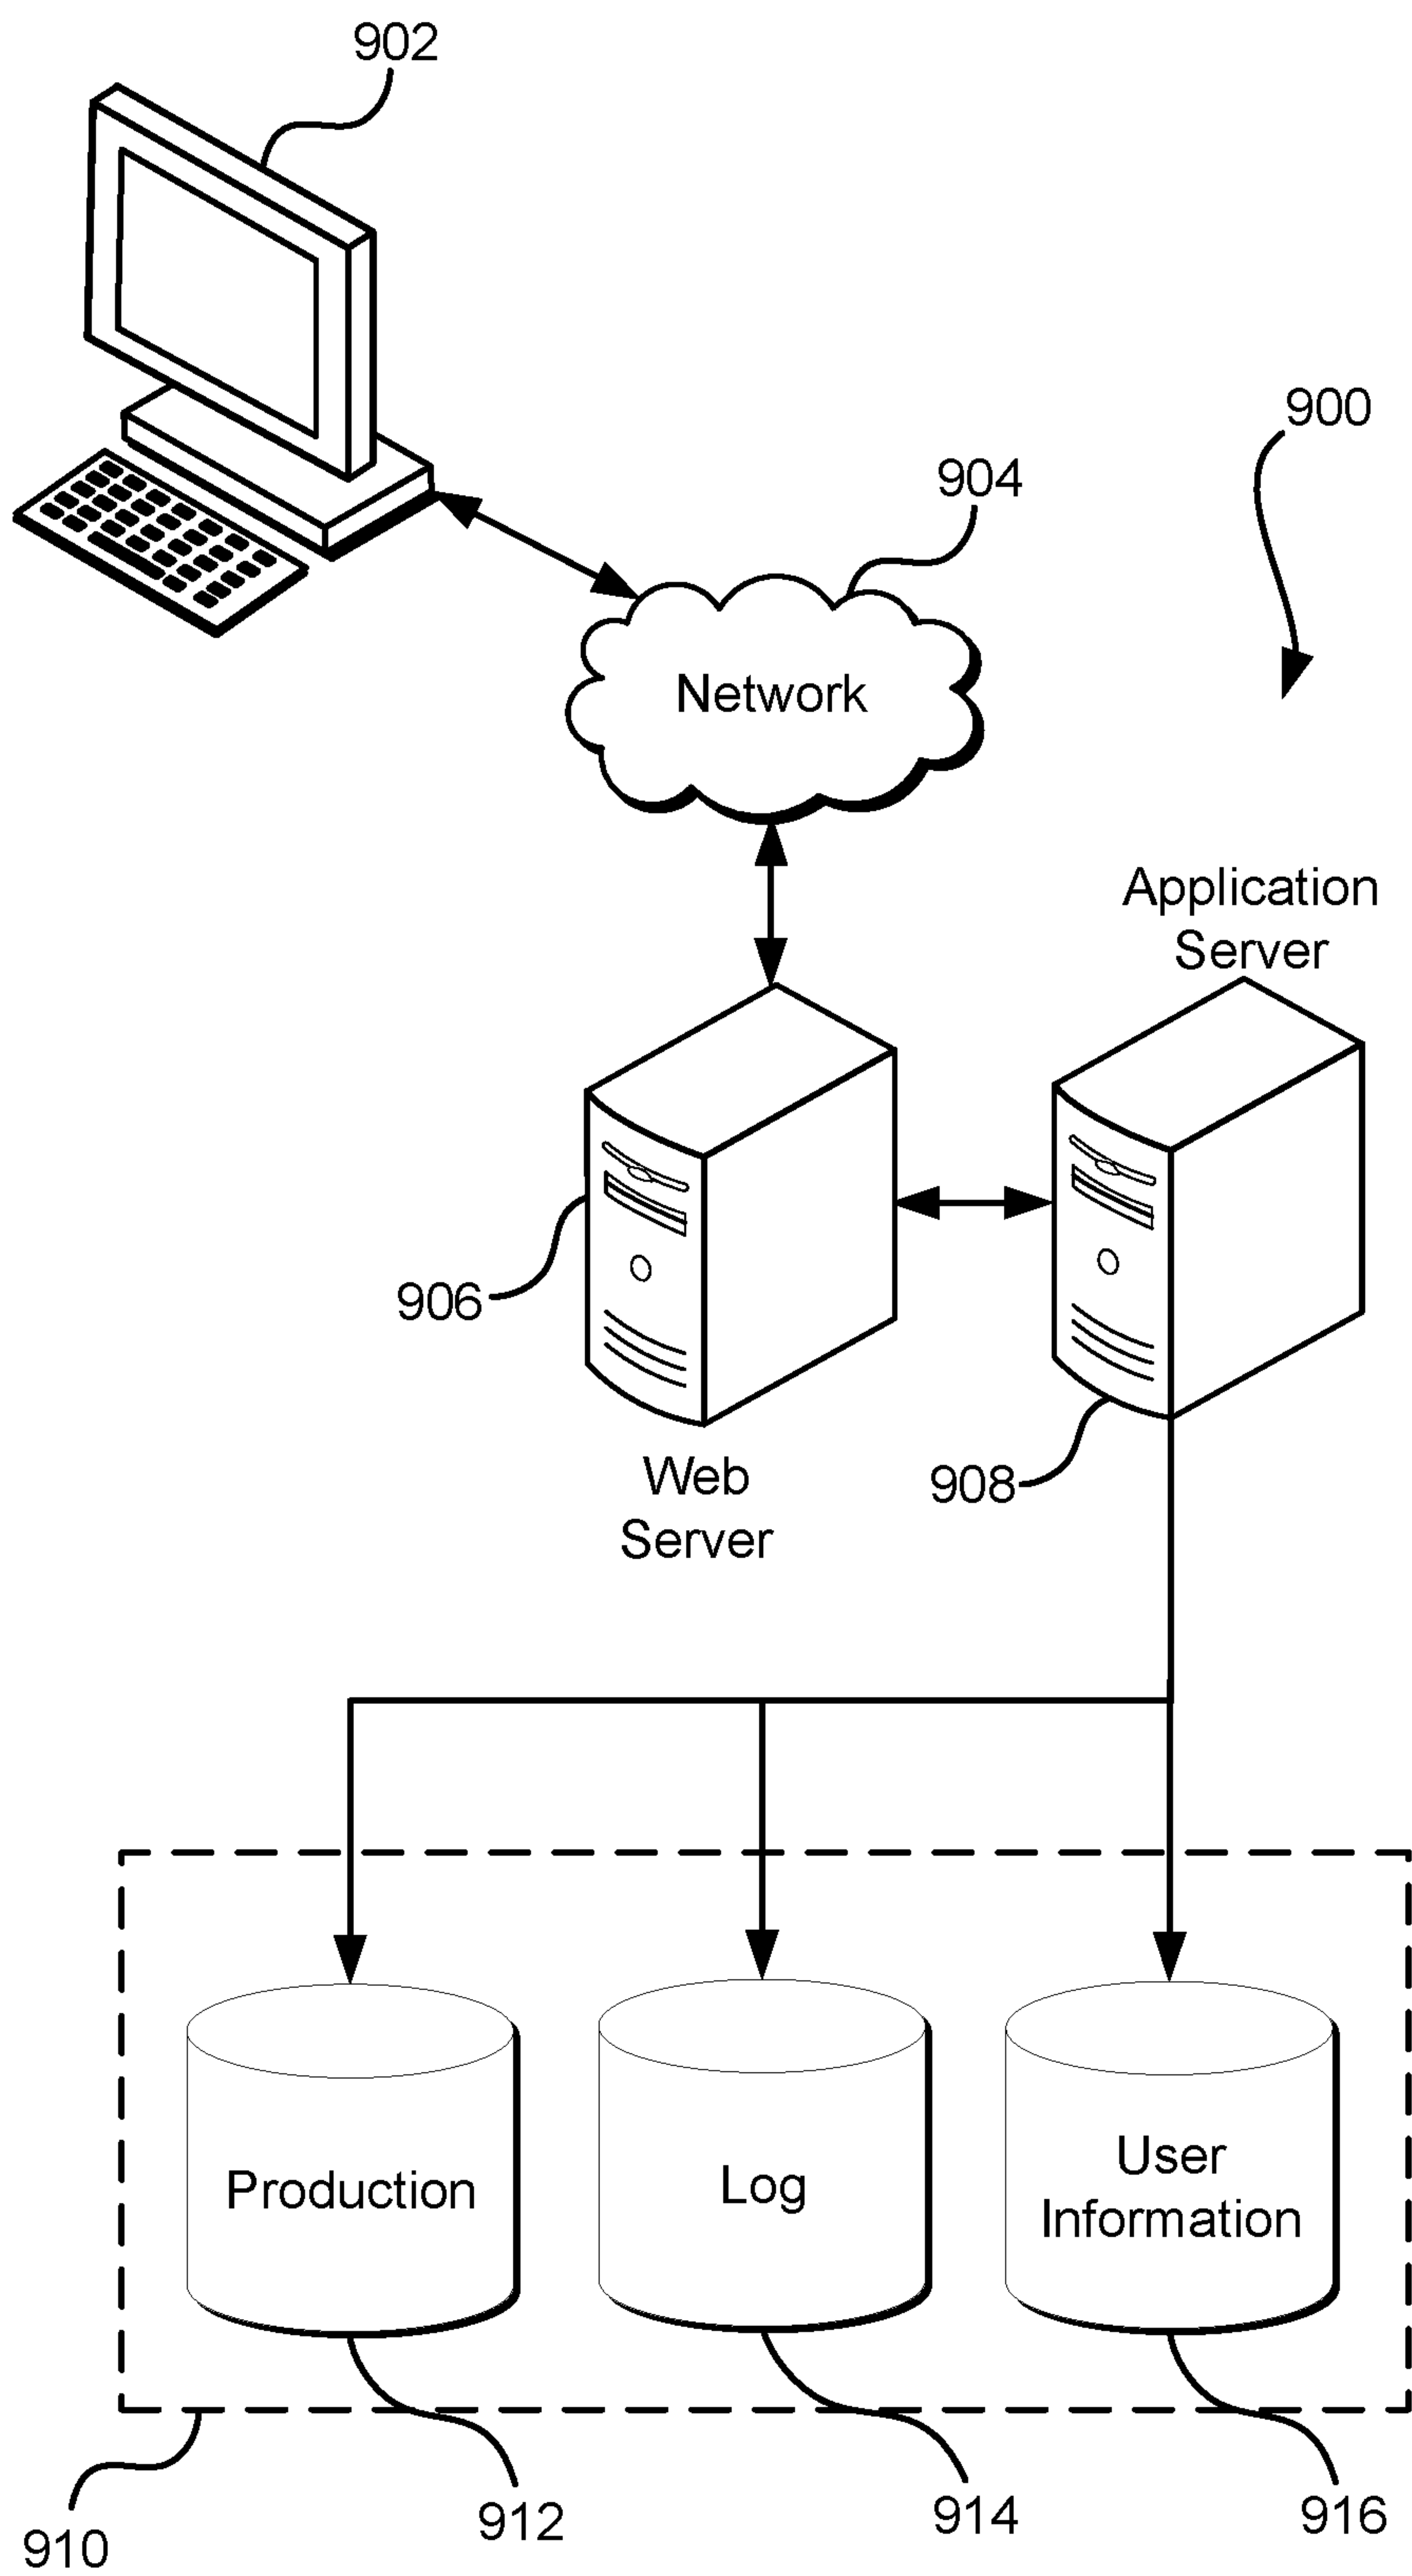 902
900
904
Network
Application
Server
906
908
Web
Server
Production
Log
User
Information
910
912
914
916